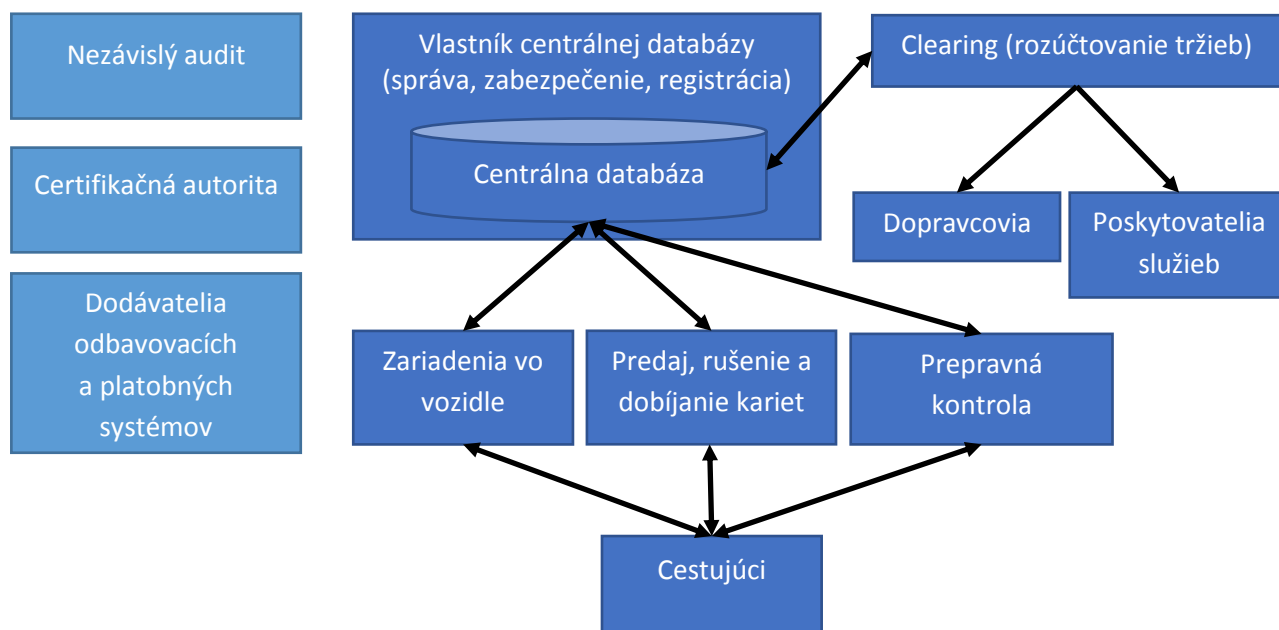 Nezávislý audit
Certifikačná autorita
Dodávatelia
odbavovacích
a platobných
systémov
Vlastník centrálnej databázy
(správa, zabezpečenie, registrácia)
Centrálna databáza
Clearing (rozúčtovanie tržieb)
Dopravcovia
Poskytovatelia
služieb
Zariadenia vo
vozidle
Predaj, rušenie a
dobíjanie kariet
Prepravná
kontrola
Cestujúci